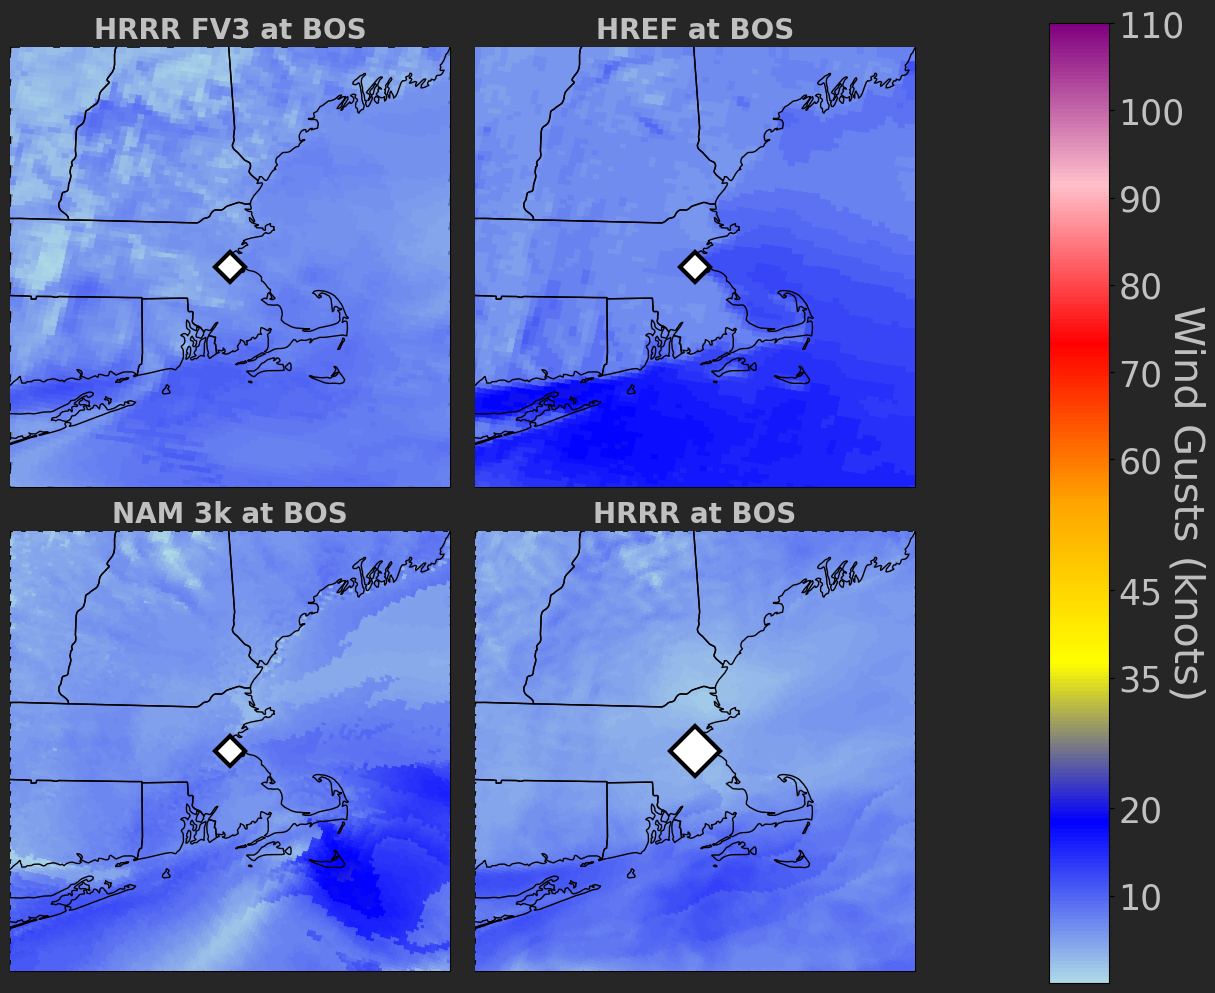 HRRR FV3 at BOS
HREF at BOS
NAM 3k at BOS
HRRR at BOS
110
100
90
80
70
60
45
35
20
10
Wind Gusts (knots)